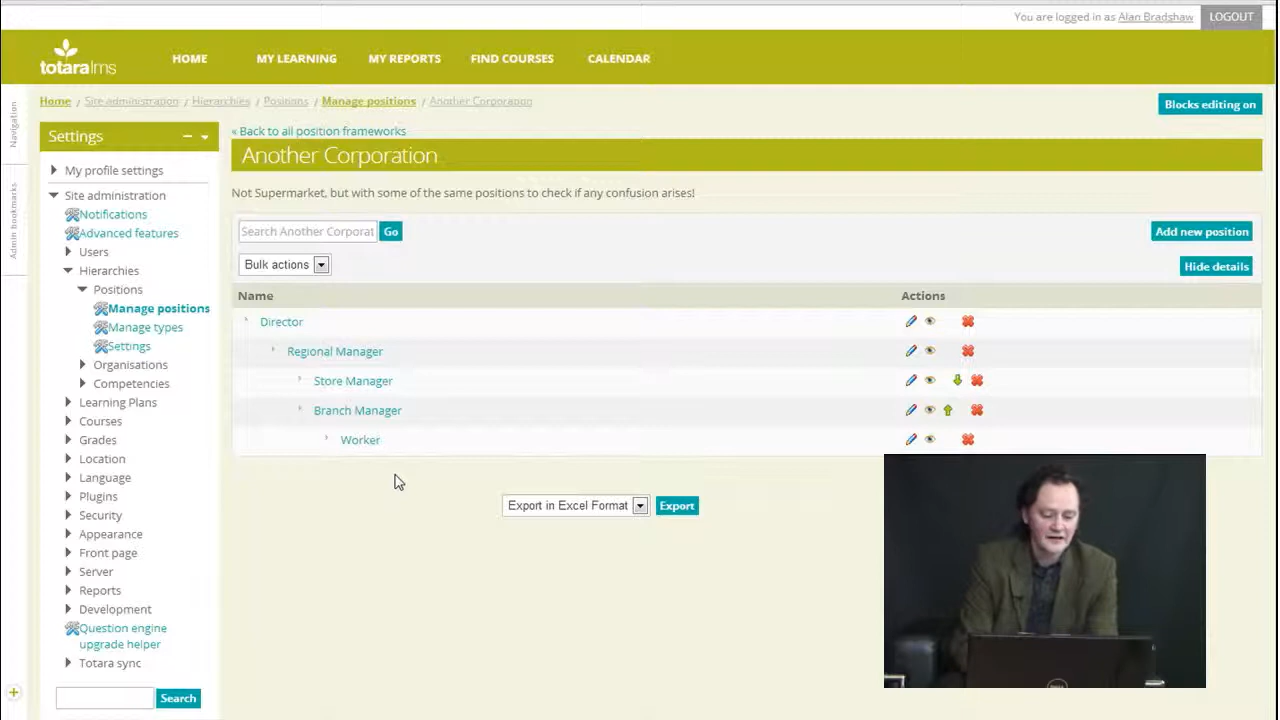 You are logged in as Alan Bradshaw LOGOUT
totaralms HOME MY LEARNING MY REPORTS FIND COURSES CALENDAR
Home / Site administration / Hierarchies / Positions / Manage positions / Another Corporation
Blocks editing on
Navigation
Admin bookmarks
Settings
My profile settings
Site administration
Notifications
Advanced features
Users
Hierarchies
Positions
Manage positions
Manage types
Settings
Organisations
Competencies
Learning Plans
Courses
Grades
Location
Language
Plugins
Security
Appearance
Front page
Server
Reports
Development
Question engine
upgrade helper
Totara sync
Search
« Back to all position frameworks
Another Corporation
Not Supermarket, but with some of the same positions to check if any confusion arises!
Search Another Corporat Go
Add new position
Bulk actions
Hide details
Name Actions
Director
Regional Manager
Store Manager
Branch Manager
Worker
Export in Excel Format Export